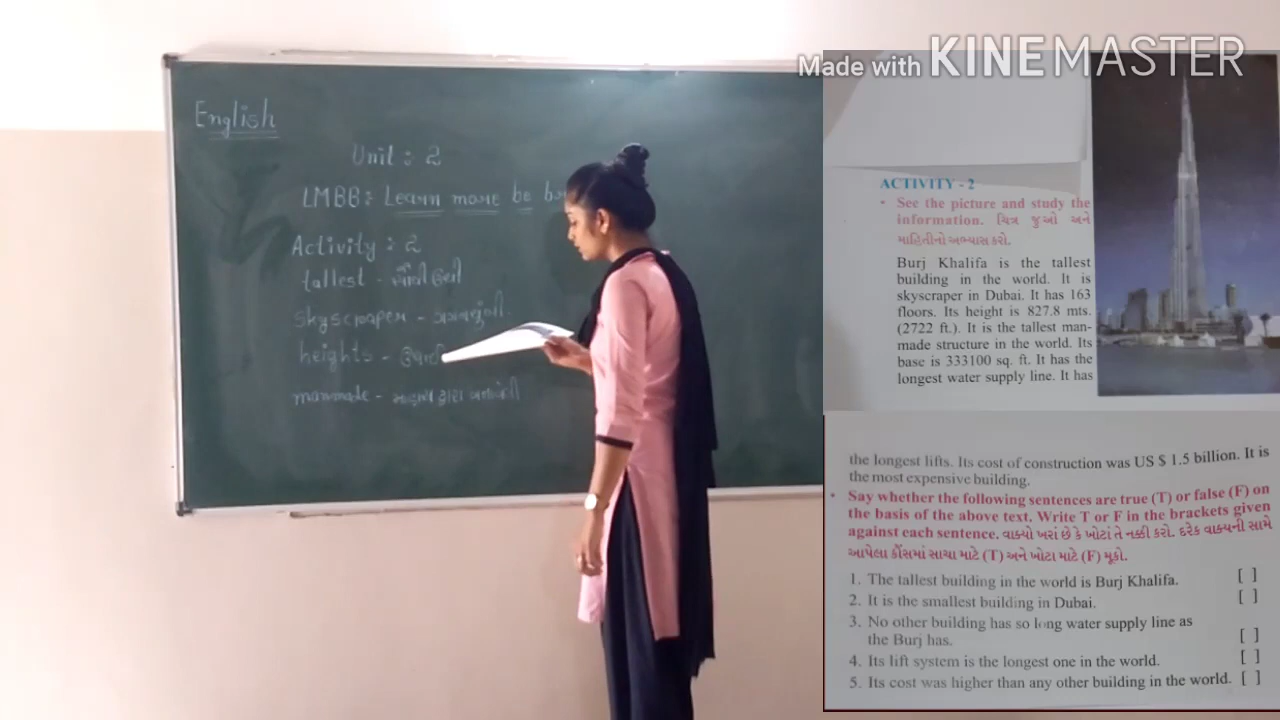 Made with KINEMASTER
English
Unit : 2
LMBB : Learn more be
Activity : 2
tallest -
skyscraper - ગગનચુંબી.
heights -
manmade - માણસ દ્વારા બનાવેલી
ACTIVITY - 2
• See the picture and study the
information. ચિત્ર જુઓ અને
માહિતીનો અભ્યાસ કરો.
Burj Khalifa is the tallest
building in the world. It is
skyscraper in Dubai. It has 163
floors. Its height is 827.8 mts.
(2722 ft.). It is the tallest man-
made structure in the world. Its
base is 333100 sq. ft. It has the
longest water supply line. It has
the longest lifts. Its cost of construction was US $ 1.5 billion. It is
the most expensive building.
• Say whether the following sentences are true (T) or false (F) on
the basis of the above text. Write T or F in the brackets given
against each sentence. વાક્યો ખરાં છે કે ખોટાં તે નક્કી કરો. દરેક વાક્યની સામે
આપેલા કૌંસમાં સાચા માટે (T) અને ખોટા માટે (F) મૂકો.
1. The tallest building in the world is Burj Khalifa. [ ]
2. It is the smallest building in Dubai. [ ]
3. No other building has so long water supply line as
the Burj has. [ ]
4. Its lift system is the longest one in the world. [ ]
5. Its cost was higher than any other building in the world. [ ]